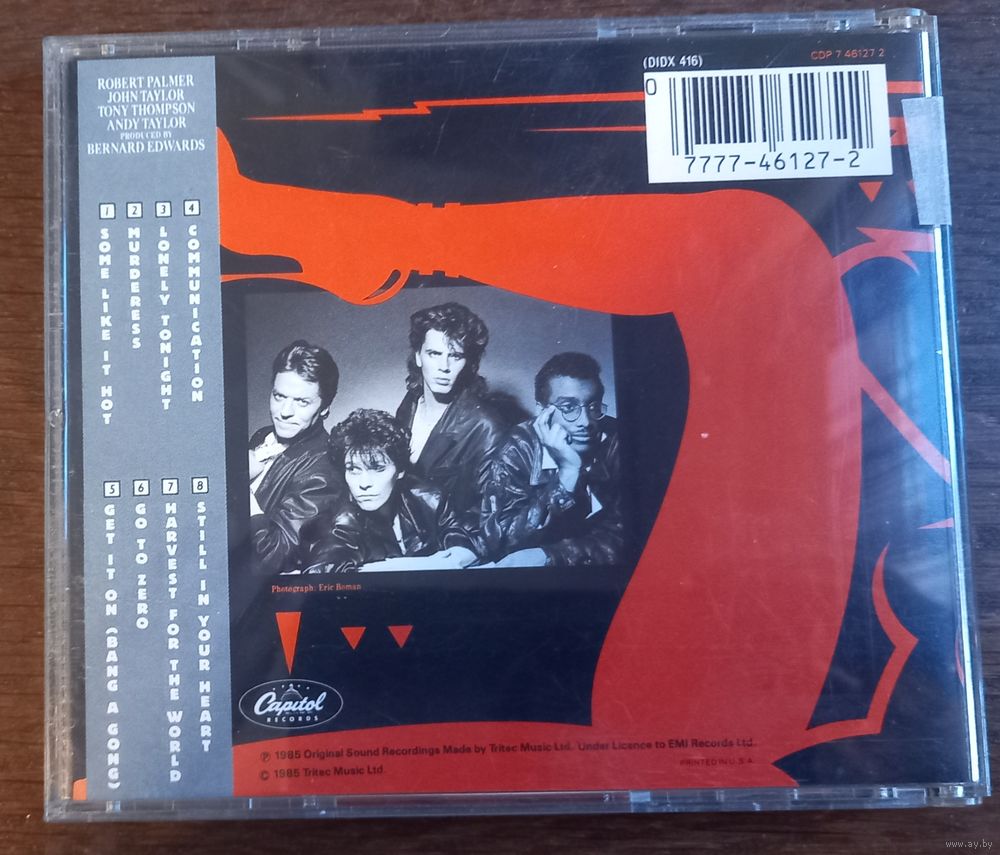 ROBERT PALMER
JOHN TAYLOR
TONY THOMPSON
ANDY TAYLOR
PRODUCED BY
BERNARD EDWARDS
1 SOME LIKE IT HOT
2 MURDERESS
3 LONELY TONIGHT
4 COMMUNICATION
5 GET IT ON (BANG A GONG)
6 GO TO ZERO
7 HARVEST FOR THE WORLD
8 STILL IN YOUR HEART
(DIDX 416)
CDP 7 46127 2
0
7777-46127-2
Photograph: Eric Boman
Capitol
RECORDS
℗ 1985 Original Sound Recordings Made by Tritec Music Ltd. Under Licence to EMI Records Ltd.
© 1985 Tritec Music Ltd.
PRINTED IN U.S.A.
www.ay.by